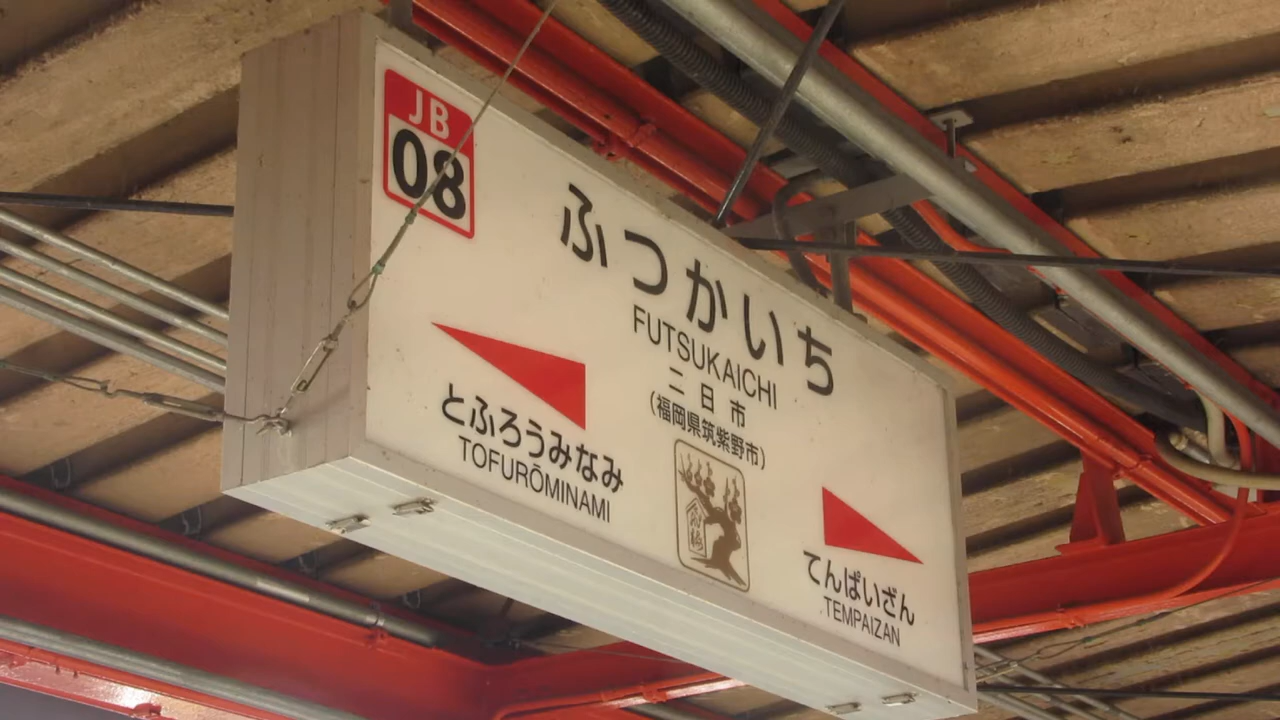 JB
08
ふつかいち
FUTSUKAICHI
二日市
(福岡県筑紫野市)
とふろうみなみ
TOFURŌMINAMI
てんぱいざん
TEMPAIZAN